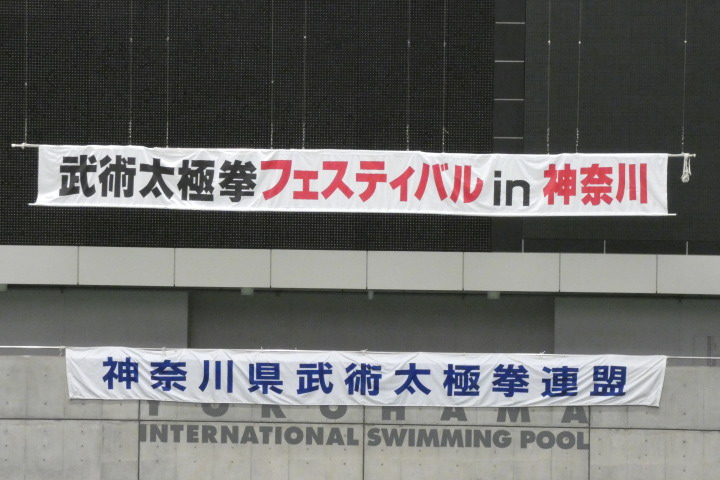 武術太極拳フェスティバル in 神奈川
神奈川県武術太極拳連盟
YOKOHAMA
INTERNATIONAL SWIMMING POOL